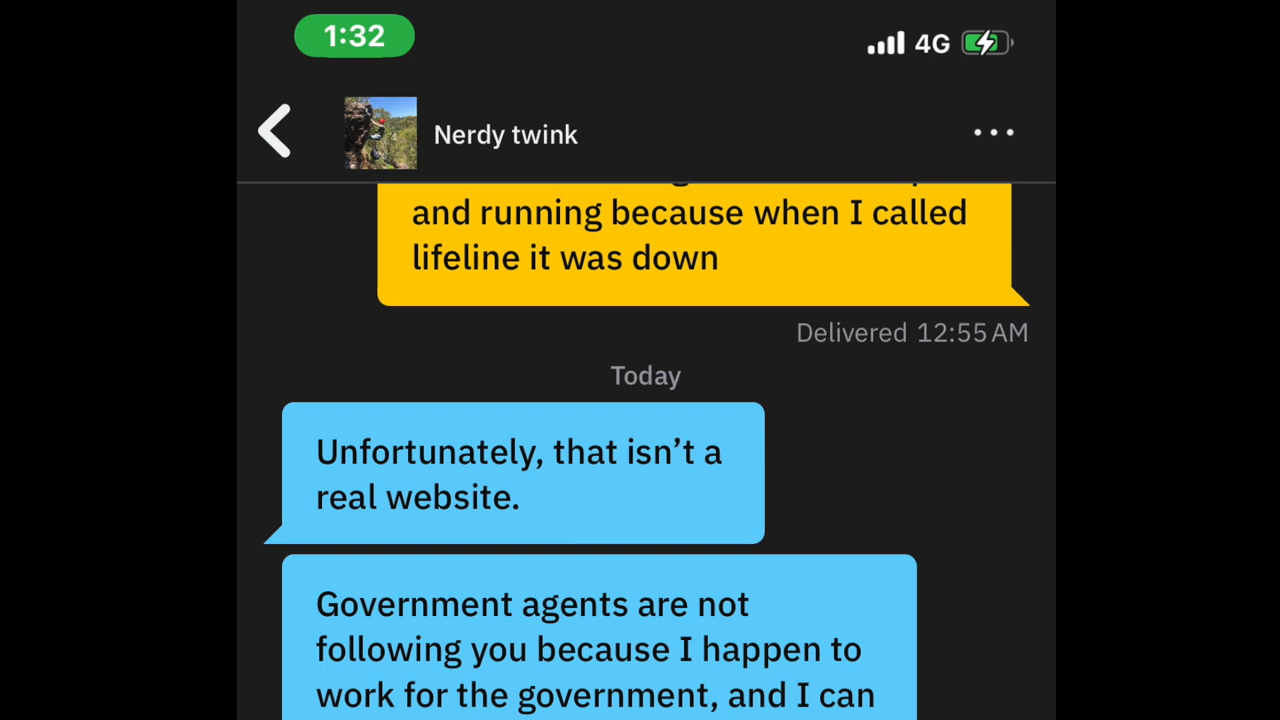 1:32
4G
Nerdy twink
and running because when I called
lifeline it was down
Delivered 12:55 AM
Today
Unfortunately, that isn’t a
real website.
Government agents are not
following you because I happen to
work for the government, and I can